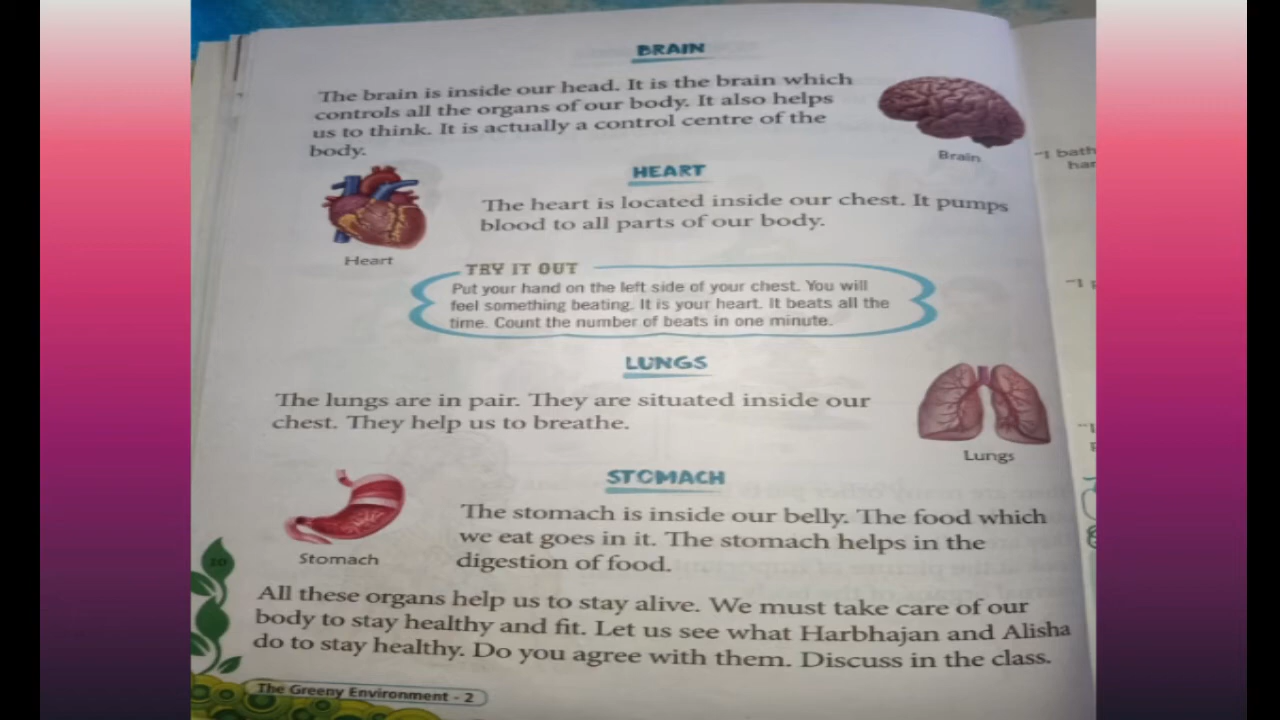 BRAIN
The brain is inside our head. It is the brain which
controls all the organs of our body. It also helps
us to think. It is actually a control centre of the
body.
Brain
HEART
The heart is located inside our chest. It pumps
blood to all parts of our body.
Heart
TRY IT OUT
Put your hand on the left side of your chest. You will
feel something beating. It is your heart. It beats all the
time. Count the number of beats in one minute.
LUNGS
The lungs are in pair. They are situated inside our
chest. They help us to breathe.
Lungs
STOMACH
The stomach is inside our belly. The food which
we eat goes in it. The stomach helps in the
digestion of food.
Stomach
All these organs help us to stay alive. We must take care of our
body to stay healthy and fit. Let us see what Harbhajan and Alisha
do to stay healthy. Do you agree with them. Discuss in the class.
The Greeny Environment - 2
"I bath